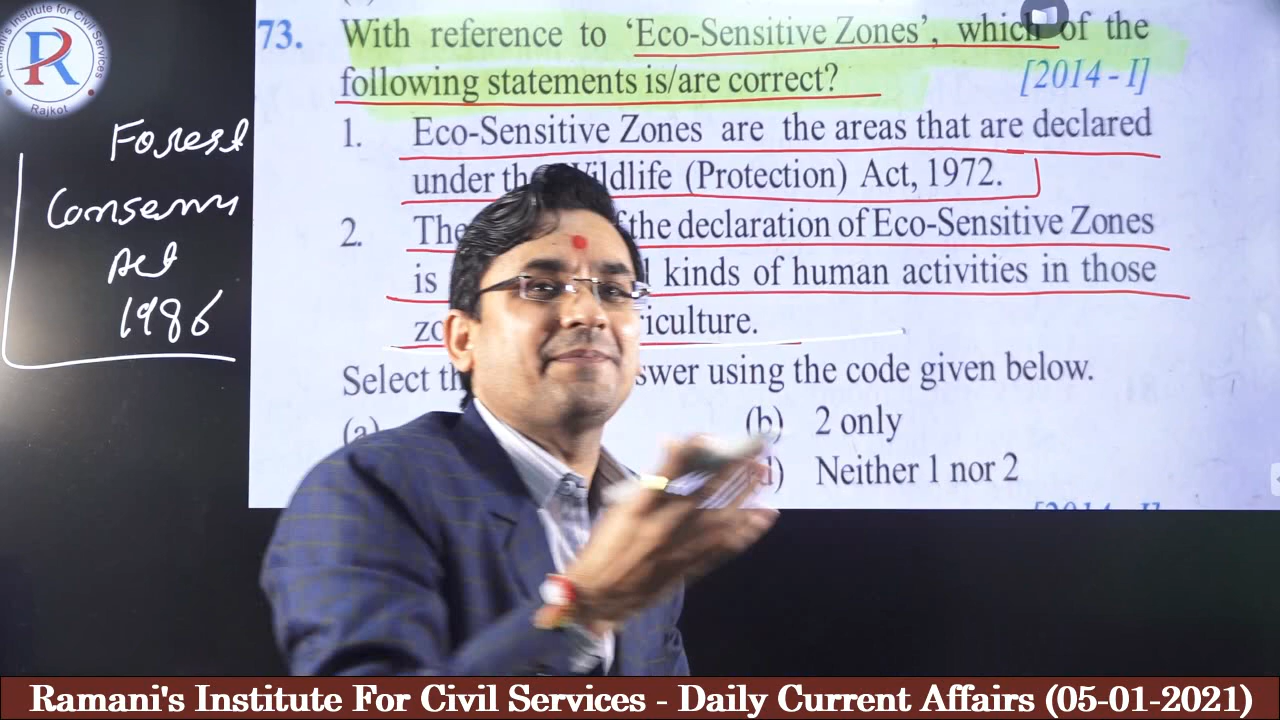 Ramani's Institute for Civil Services
R
Rajkot
Forest
Act
1986
73. With reference to ‘Eco-Sensitive Zones’, which of the
following statements is/are correct? [2014 - I]
1. Eco-Sensitive Zones are the areas that are declared
under the Wildlife (Protection) Act, 1972.
2. The the declaration of Eco-Sensitive Zones
is kinds of human activities in those
Select using the code given below.
(a) (b) 2 only
Neither 1 nor 2
Ramani's Institute For Civil Services - Daily Current Affairs (05-01-2021)